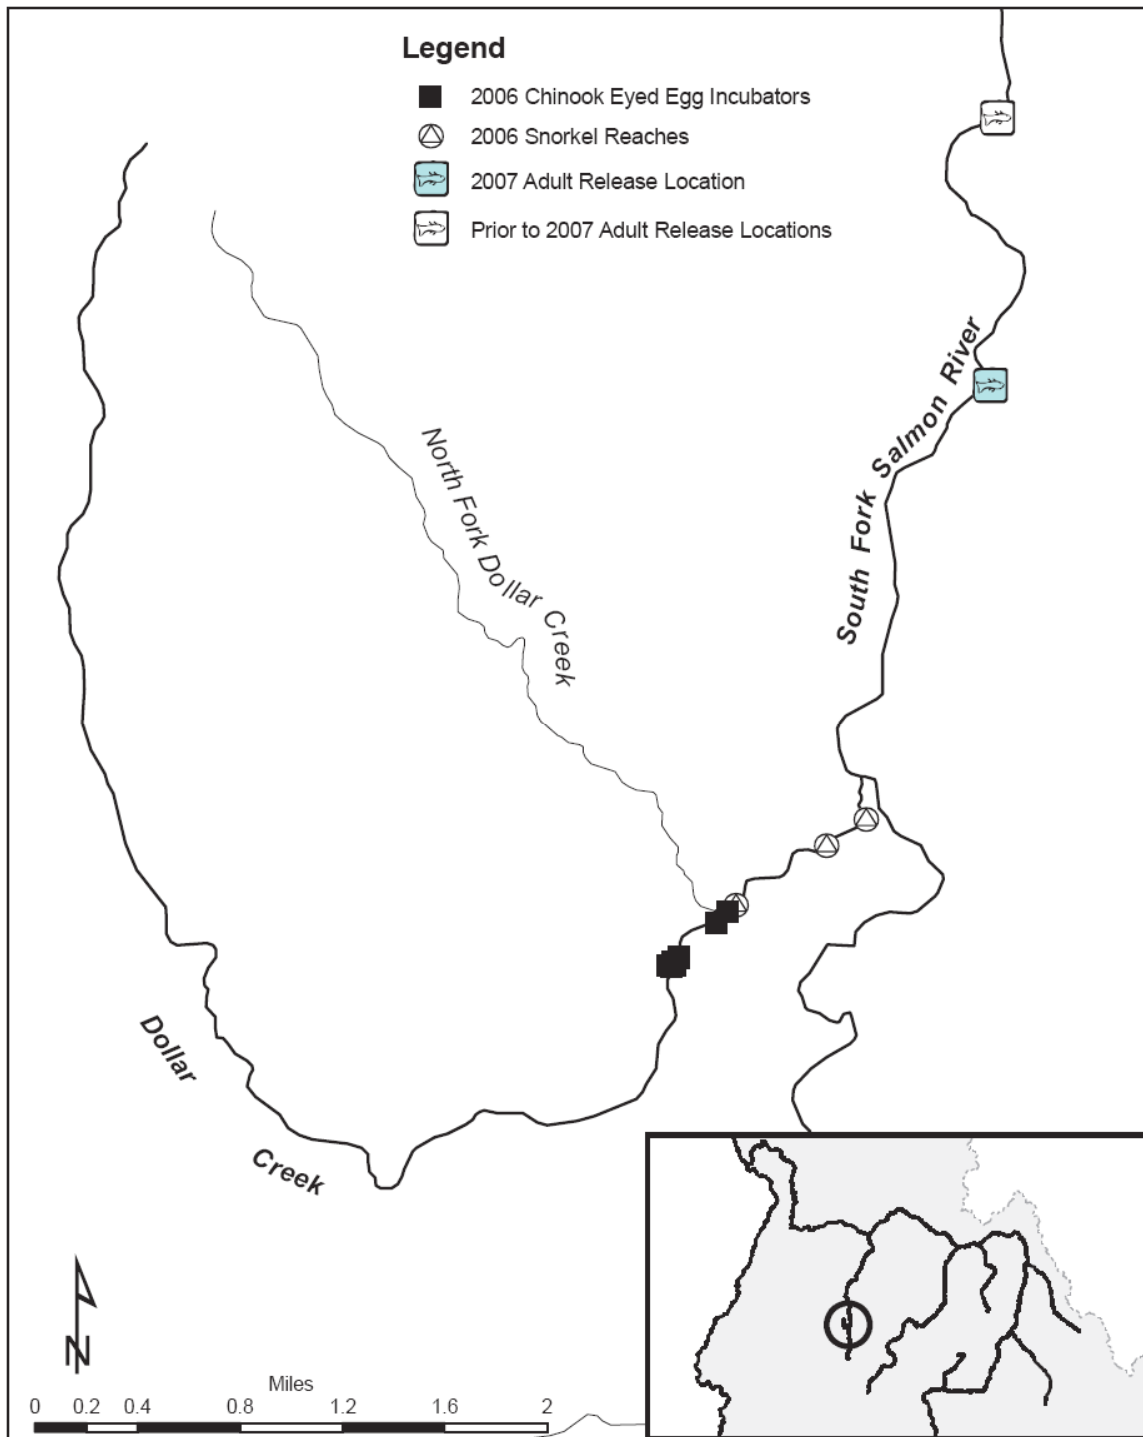 Legend
2006 Chinook Eyed Egg Incubators
2006 Snorkel Reaches
2007 Adult Release Location
Prior to 2007 Adult Release Locations
South Fork Salmon River
North Fork Dollar Creek
Dollar
Creek
N
Miles
0 0.2 0.4 0.8 1.2 1.6 2